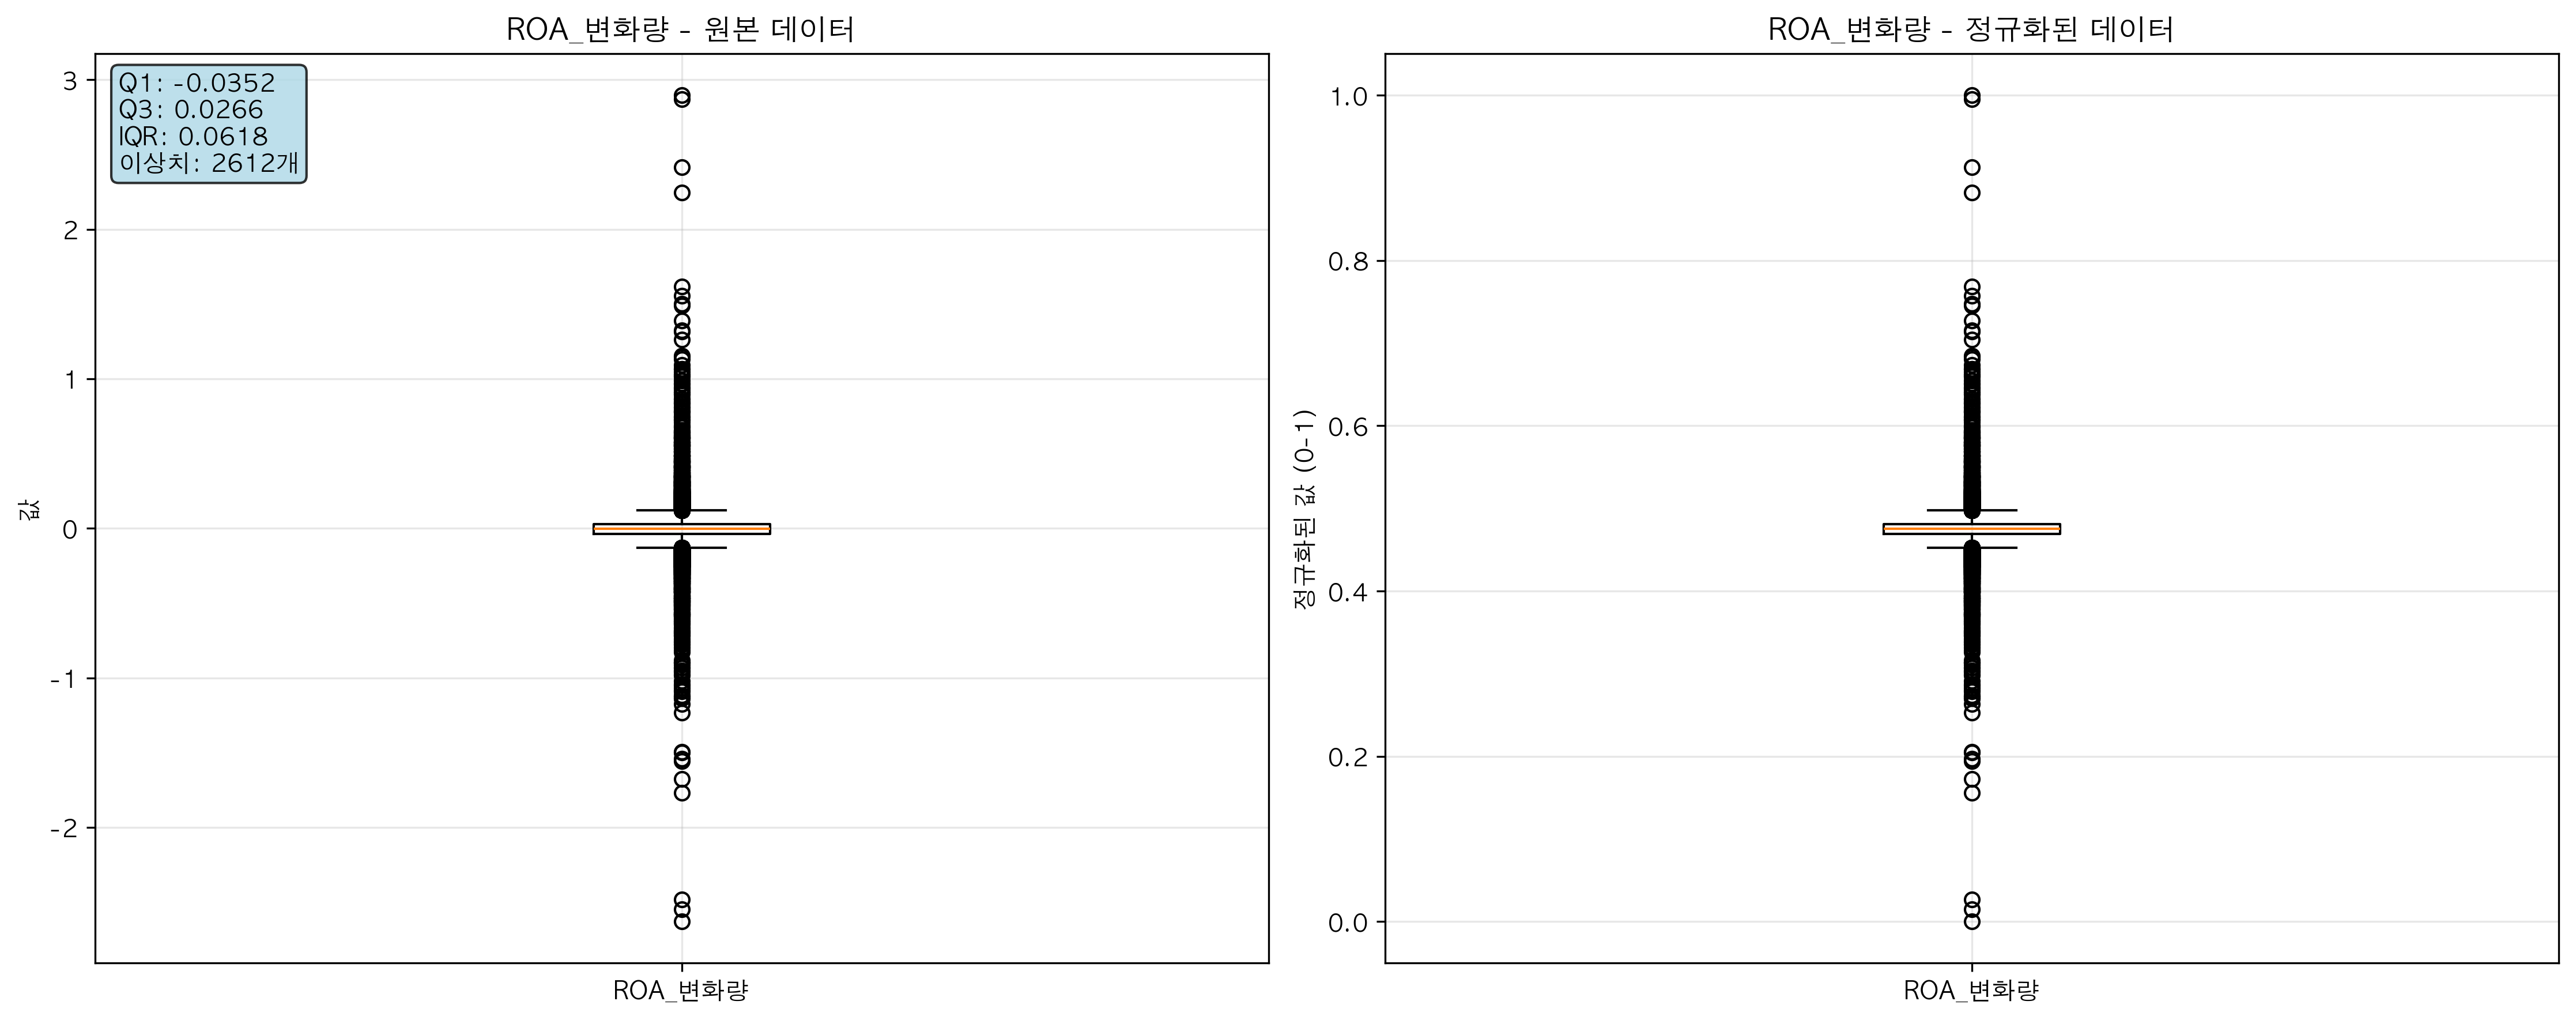 ROA_변화량 - 원본 데이터
Q1: -0.0352
Q3: 0.0266
IQR: 0.0618
이상치: 2612개
3
2
1
0
-1
-2
값
ROA_변화량
ROA_변화량 - 정규화된 데이터
1.0
0.8
0.6
0.4
0.2
0.0
정규화된 값 (0-1)
ROA_변화량